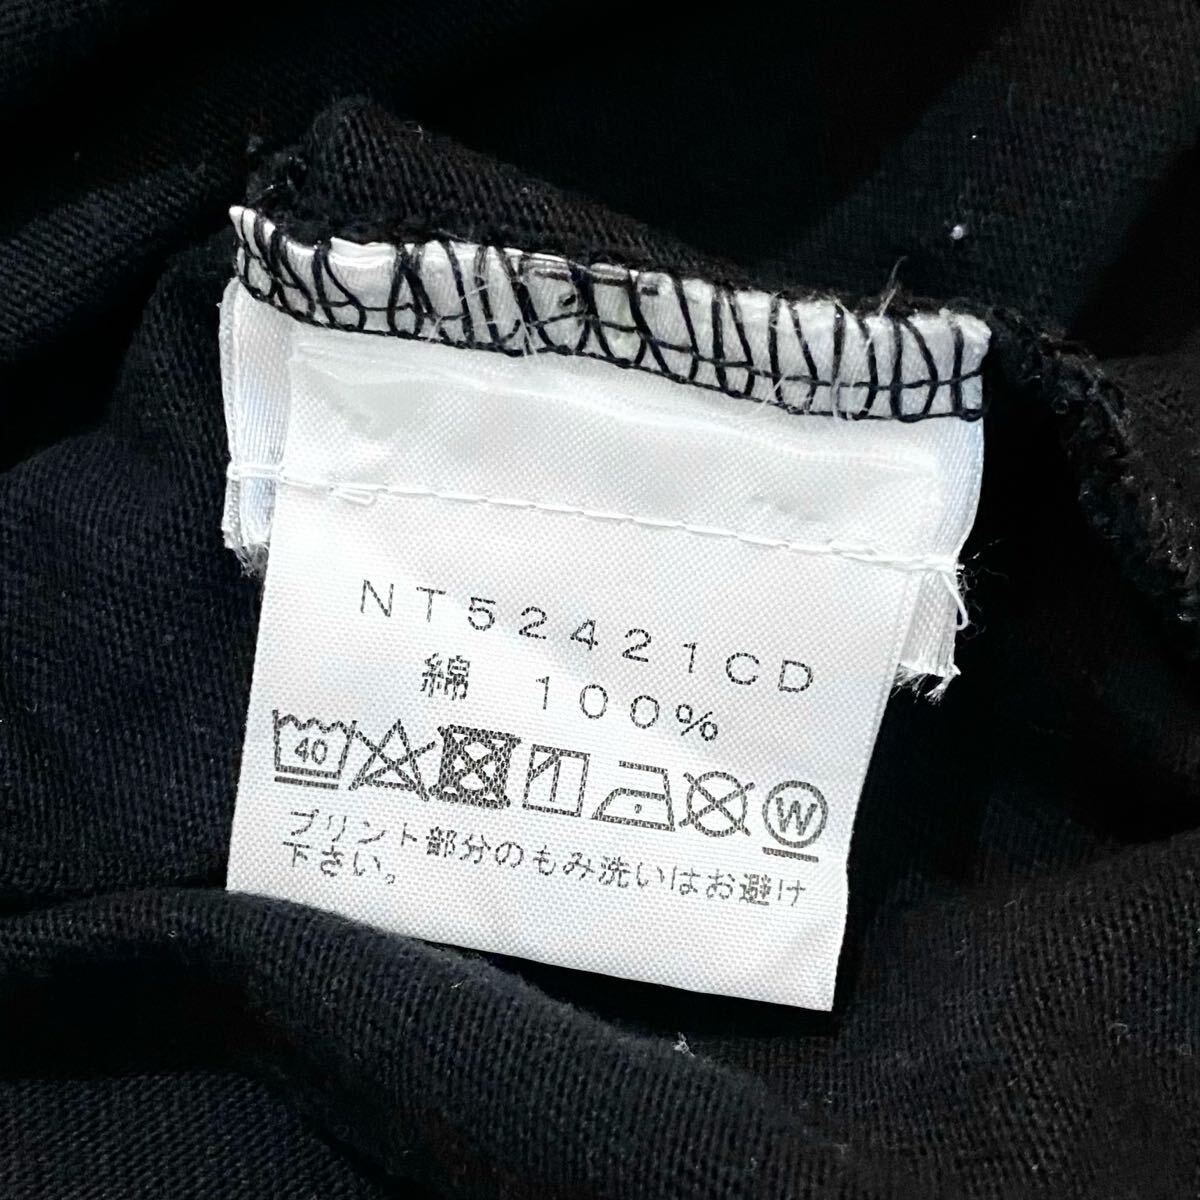 NT52421CD
綿 100%
40 W
プリント部分のもみ洗いはお避け
下さい。